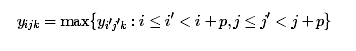 y_{ijk} = max{y_{i'j'k} : i ≤ i' < i + p, j ≤ j' < j + p}